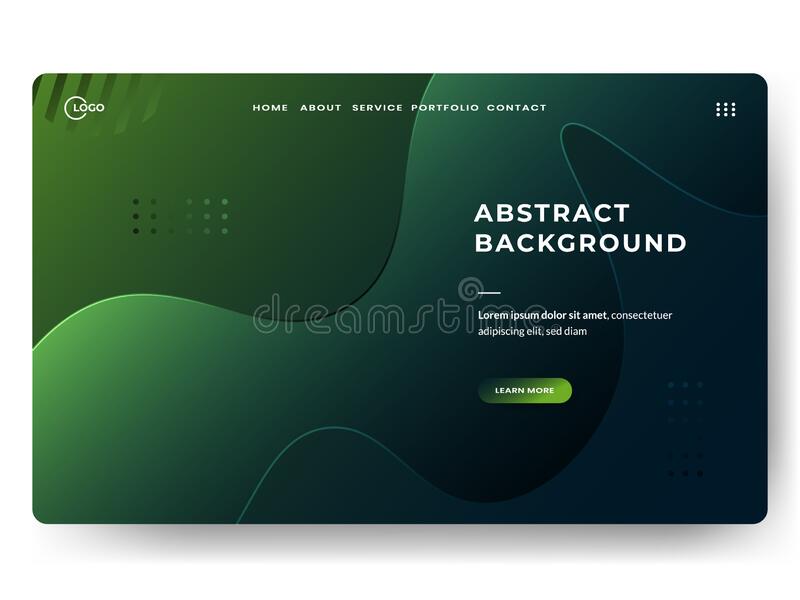 LOGO
HOME ABOUT SERVICE PORTFOLIO CONTACT
ABSTRACT
BACKGROUND
dreamstime.
Lorem ipsum dolor sit amet, consectetuer
adipiscing elit, sed diam
LEARN MORE